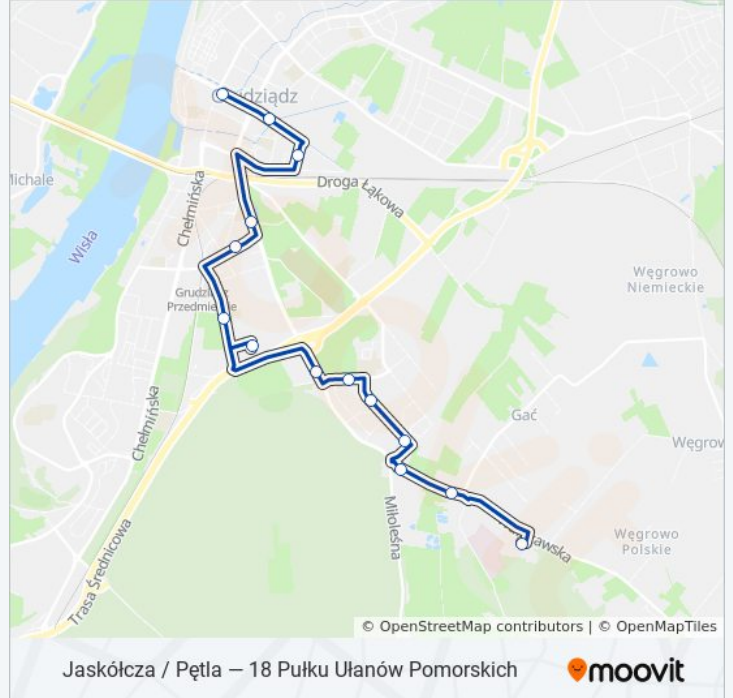 Grudziądz
Michale
Droga Łąkowa
Chełmińska
Wisła
Węgrowo
Niemieckie
Grudziądz
Przedmieście
Chełmińska
Gać
Węgrow
Miłoleśna
Węgrowo
Polskie
Trasa Średnicowa
© OpenStreetMap contributors | © OpenMapTiles
Jaskółcza / Pętla — 18 Pułku Ułanów Pomorskich
moovit